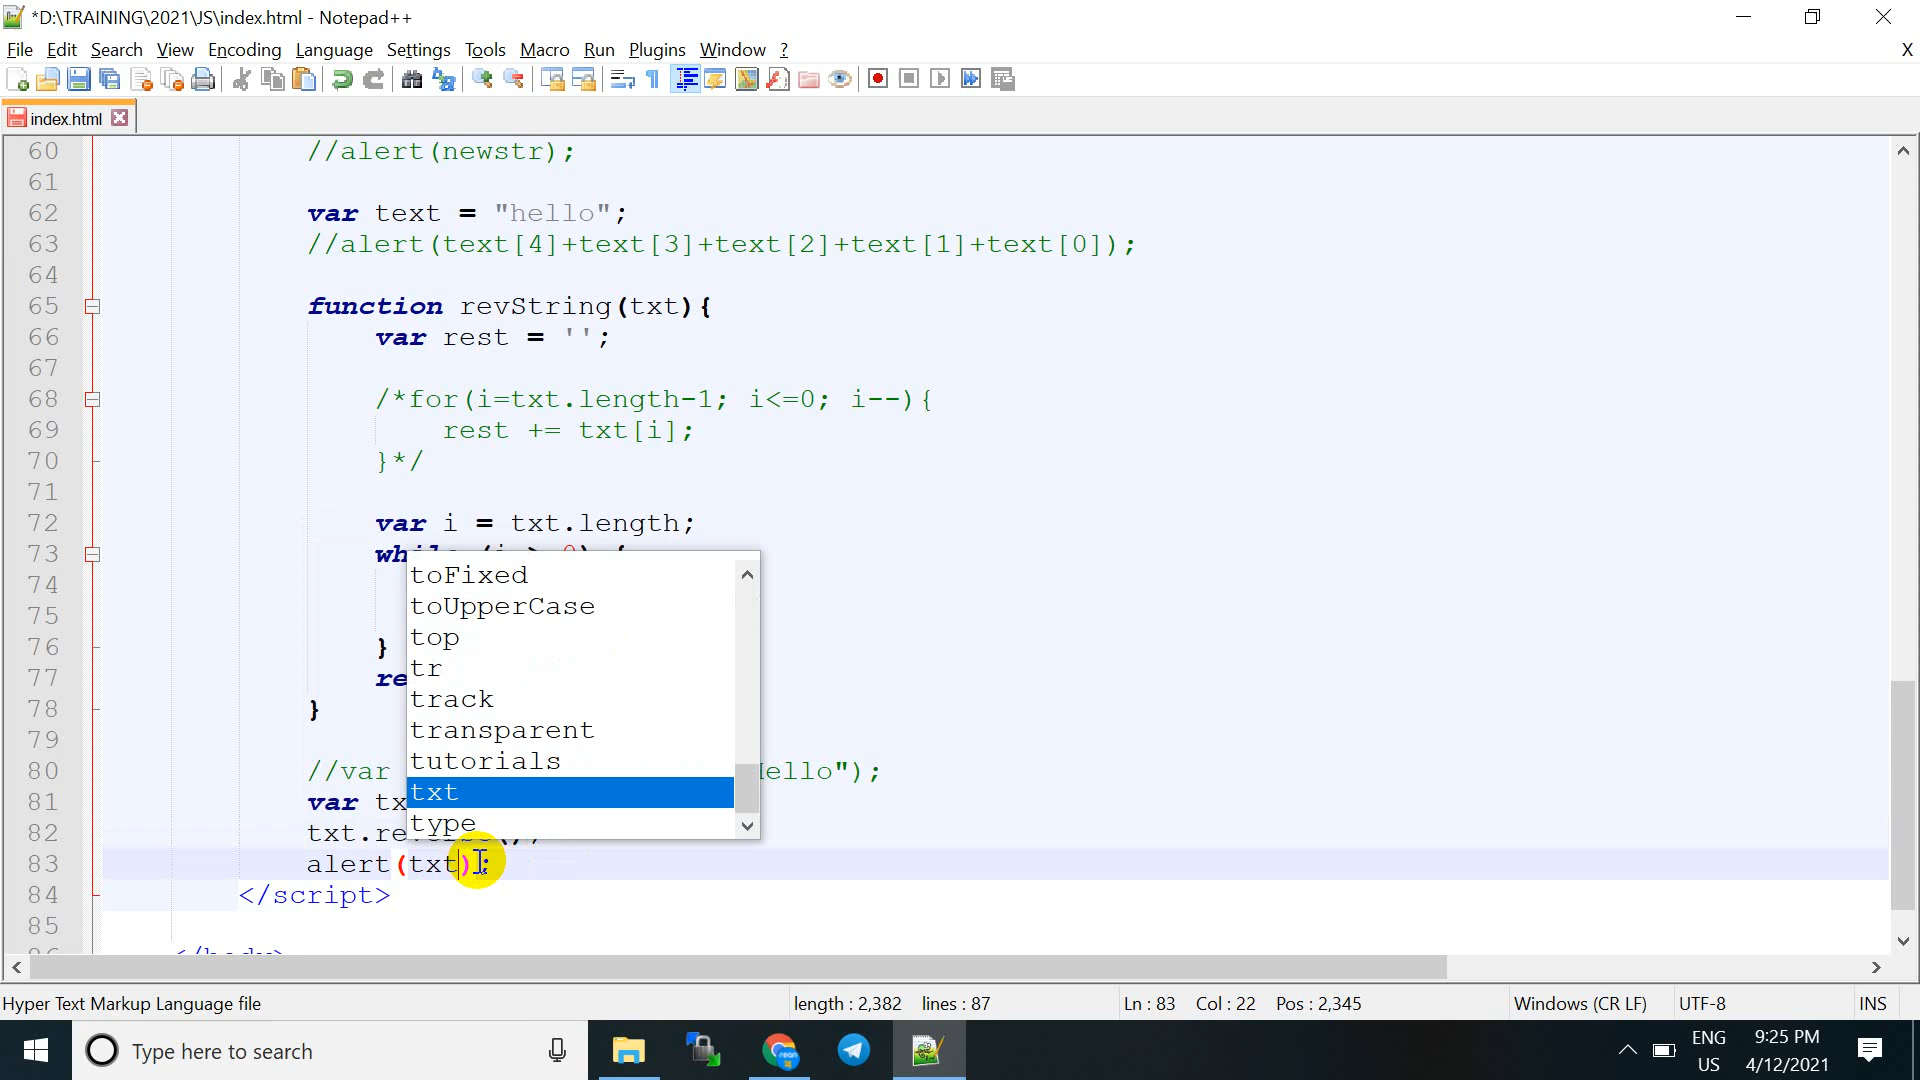 *D:\TRAINING\2021\JS\index.html - Notepad++
File Edit Search View Encoding Language Settings Tools Macro Run Plugins Window ? X
index.html
60 //alert(newstr);
61
62 var text = "hello";
63 //alert(text[4]+text[3]+text[2]+text[1]+text[0]);
64
65 function revString(txt){
66 var rest = '';
67
68 /*for(i=txt.length-1; i<=0; i--){
69 rest += txt[i];
70 }*/
71
72 var i = txt.length;
73
toFixed
74
toUpperCase
75
top
76 }
tr
77 re
track
78 }
transparent
79
tutorials
80 //var ello");
txt
81 var tx
type
82 txt.re
83 alert(txt);
84 </script>
85
Hyper Text Markup Language file length : 2,382 lines : 87 Ln : 83 Col : 22 Pos : 2,345 Windows (CR LF) UTF-8 INS
Type here to search
ENG
US
9:25 PM
4/12/2021